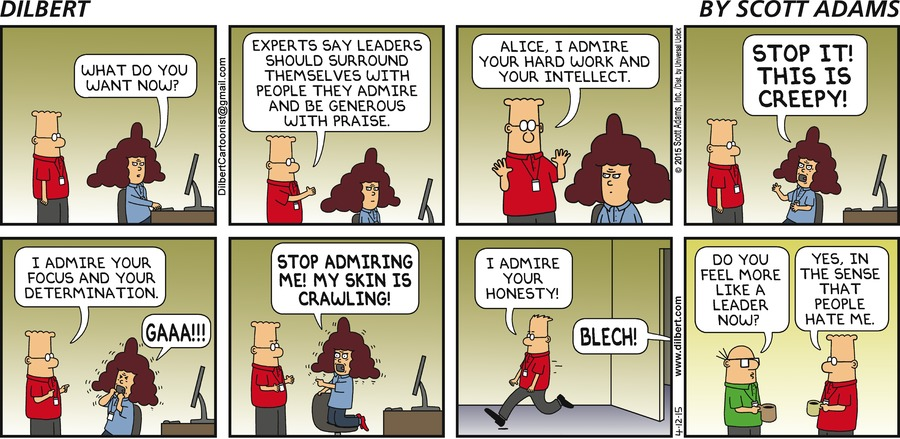 DILBERT
BY SCOTT ADAMS
WHAT DO YOU
WANT NOW?
DilbertCartoonist@gmail.com
EXPERTS SAY LEADERS
SHOULD SURROUND
THEMSELVES WITH
PEOPLE THEY ADMIRE
AND BE GENEROUS
WITH PRAISE.
ALICE, I ADMIRE
YOUR HARD WORK AND
YOUR INTELLECT.
© 2015 Scott Adams, Inc. /Dist. by Universal Uclick
STOP IT!
THIS IS
CREEPY!
I ADMIRE YOUR
FOCUS AND YOUR
DETERMINATION.
GAAA!!!
STOP ADMIRING
ME! MY SKIN IS
CRAWLING!
I ADMIRE
YOUR
HONESTY!
BLECH!
4-12-15 www.dilbert.com
DO YOU
FEEL MORE
LIKE A
LEADER
NOW?
YES, IN
THE SENSE
THAT
PEOPLE
HATE ME.